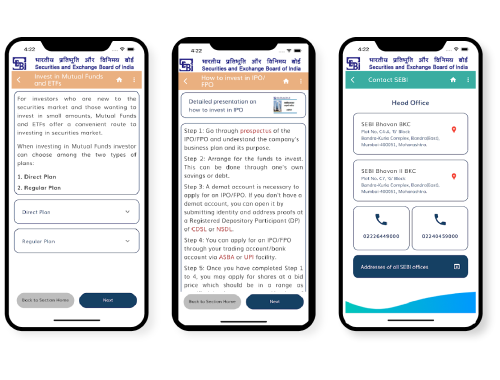 4:22
SEBI
भारतीय प्रतिभूति और विनिमय बोर्ड
Securities and Exchange Board of India
Invest in Mutual Funds
and ETFs
For investors who are new to the
securities market and those wanting to
invest in small amounts, Mutual Funds
and ETFs offer a convenient route to
investing in securities market.
When investing in Mutual Funds investor
can choose among the two types of
plans:
1. Direct Plan
2. Regular Plan
Direct Plan
Regular Plan
Back to Section Home
Next
4:22
SEBI
भारतीय प्रतिभूति और विनिमय बोर्ड
Securities and Exchange Board of India
How to invest in IPO/
FPO
Detailed presentation on
how to invest in IPO
Step 1: Go through prospectus of the
IPO/FPO and understand the company's
business plan and its purpose.
Step 2: Arrange for the funds to invest.
This can be done through one's own
savings or debt.
Step 3: A demat account is necessary to
apply for an IPO/FPO. If you don't have a
demat account, you can open it by
submitting identity and address proofs at
a Registered Depository Participant (DP)
of CDSL or NSDL.
Step 4: You can apply for an IPO/FPO
through your trading account/bank
account via ASBA or UPI facility.
Step 5: Once you have completed Step 1
to 4, you may apply for shares at a bid
price which should be in a range as
Back to Section Home
Next
4:22
SEBI
भारतीय प्रतिभूति और विनिमय बोर्ड
Securities and Exchange Board of India
Contact SEBI
Head Office
SEBI Bhavan BKC
Plot No. C4-A, 'G' Block
Bandra-Kurla Complex, Bandra(East),
Mumbai-400051, Maharashtra.
SEBI Bhavan II BKC
Plot No. C7, 'G' Block
Bandra-Kurla Complex, Bandra(East),
Mumbai-400051, Maharashtra.
02226449000
02240459000
Addresses of all SEBI offices